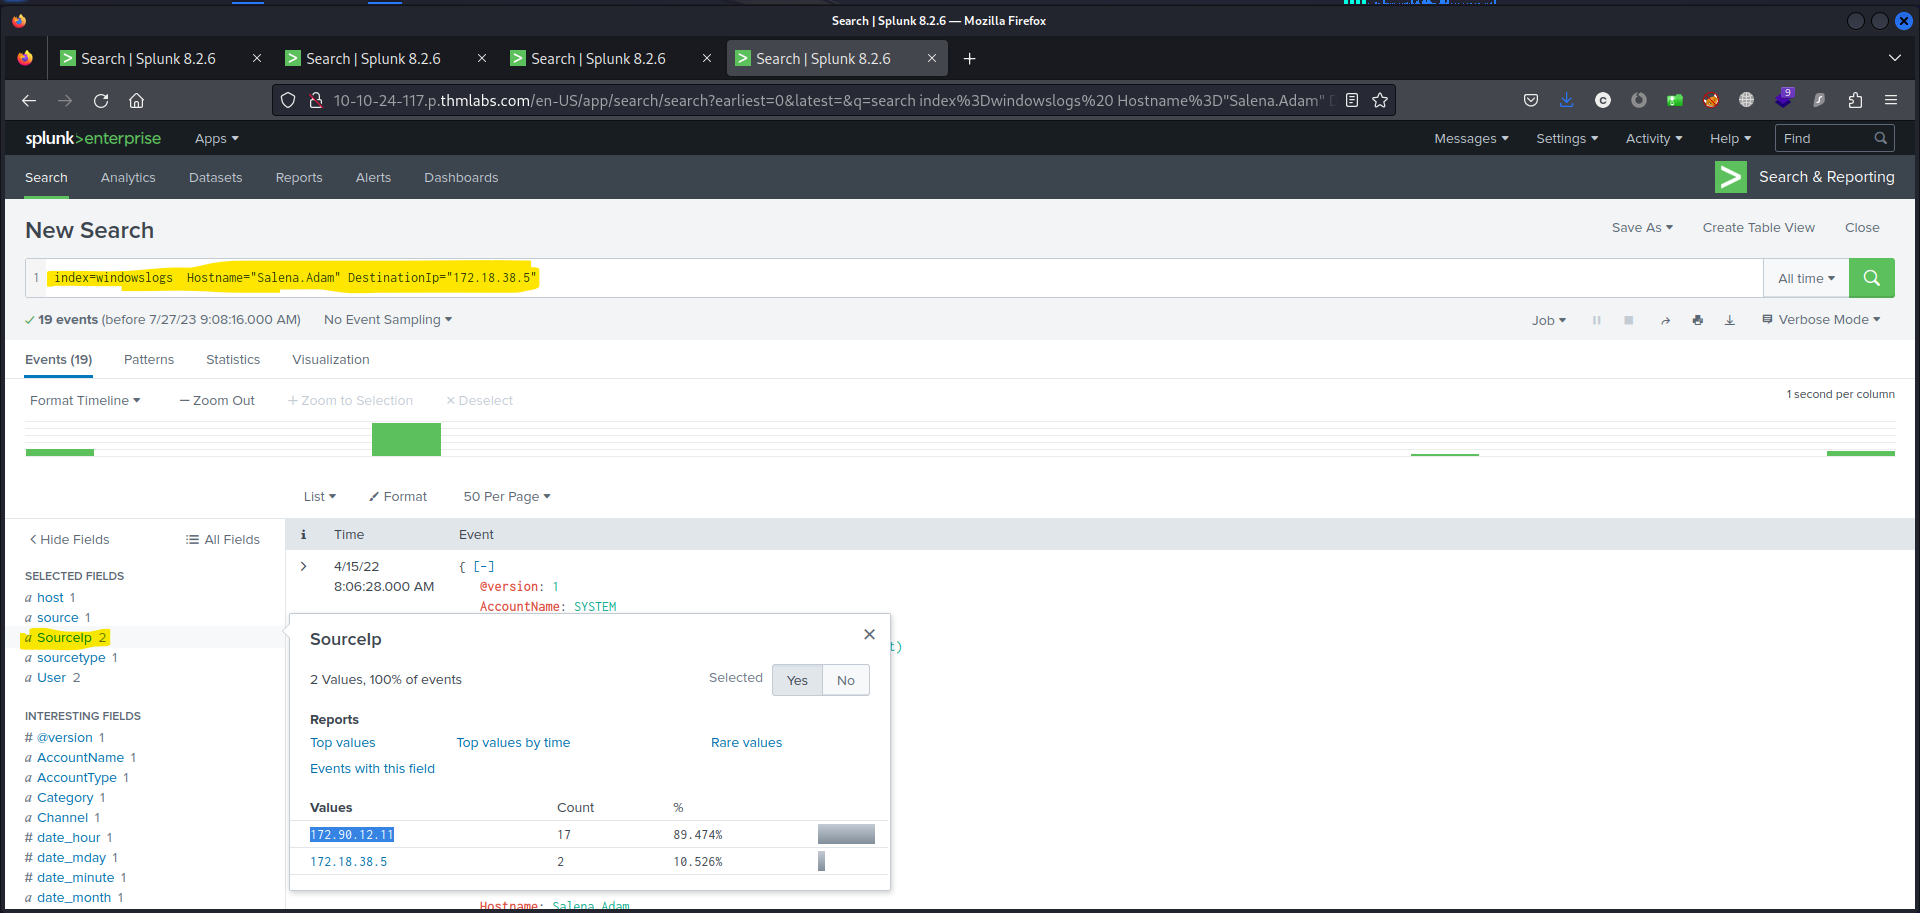 Search | Splunk 8.2.6 — Mozilla Firefox
Search | Splunk 8.2.6
Search | Splunk 8.2.6
Search | Splunk 8.2.6
Search | Splunk 8.2.6
10-10-24-117.p.thmlabs.com/en-US/app/search/search?earliest=0&latest=&q=search index%3Dwindowslogs%20 Hostname%3D"Salena.Adam"
9
splunk>enterprise Apps Messages Settings Activity Help Find
Search Analytics Datasets Reports Alerts Dashboards Search & Reporting
New Search Save As Create Table View Close
1 index=windowslogs  Hostname="Salena.Adam" DestinationIp="172.18.38.5" All time
19 events (before 7/27/23 9:08:16.000 AM) No Event Sampling Job Verbose Mode
Events (19) Patterns Statistics Visualization
Format Timeline — Zoom Out + Zoom to Selection × Deselect 1 second per column
List Format 50 Per Page
< Hide Fields All Fields i Time Event
SELECTED FIELDS
a host 1
a source 1
a SourceIp 2
a sourcetype 1
a User 2
INTERESTING FIELDS
# @version 1
a AccountName 1
a AccountType 1
a Category 1
a Channel 1
# date_hour 1
# date_mday 1
# date_minute 1
a date_month 1
> 4/15/22 { [-]
8:06:28.000 AM @version: 1
AccountName: SYSTEM
t)
SourceIp
2 Values, 100% of events Selected Yes No
Reports
Top values Top values by time Rare values
Events with this field
Values Count %
172.90.12.11 17 89.474%
172.18.38.5 2 10.526%
Hostname: Salena.Adam